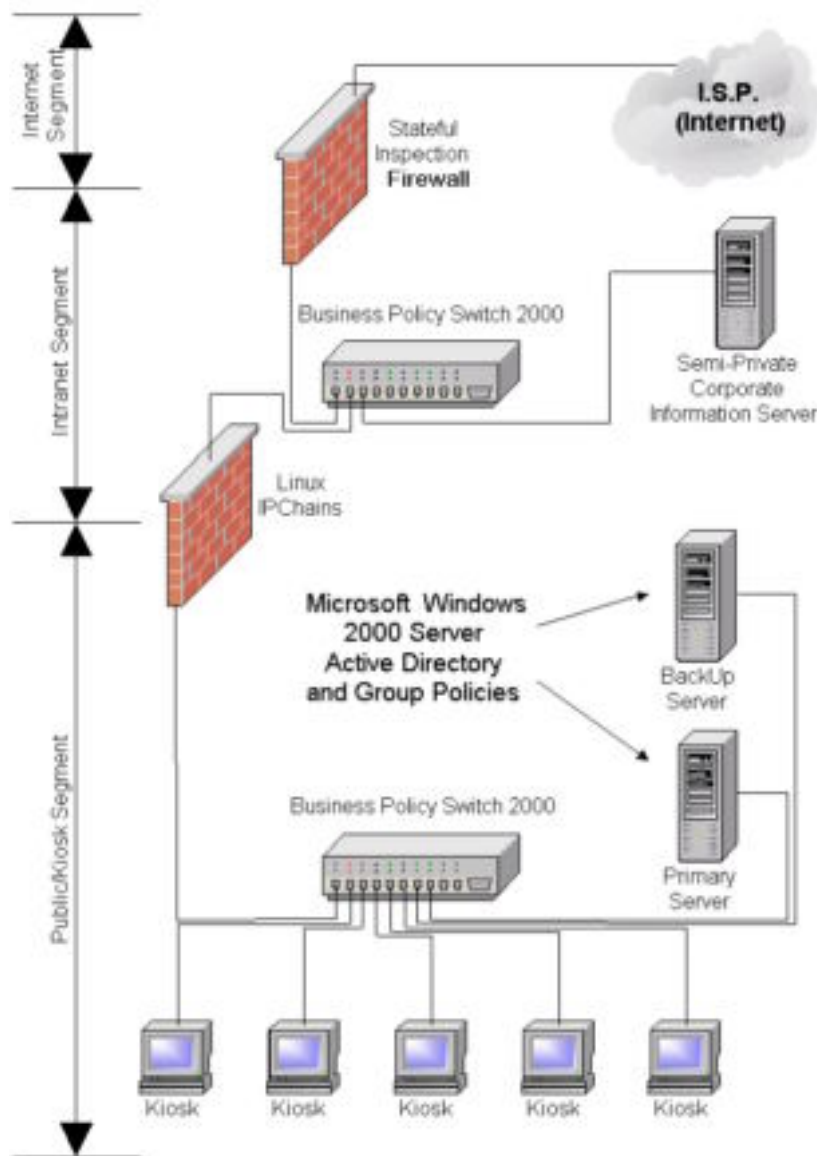 Internet
Segment
I.S.P.
(Internet)
Stateful
Inspection
Firewall
Intranet Segment
Business Policy Switch 2000
Semi-Private
Corporate
Information Server
Linux
IPChains
Public/Kiosk Segment
Microsoft Windows
2000 Server
Active Directory
and Group Policies
BackUp
Server
Business Policy Switch 2000
Primary
Server
Kiosk
Kiosk
Kiosk
Kiosk
Kiosk